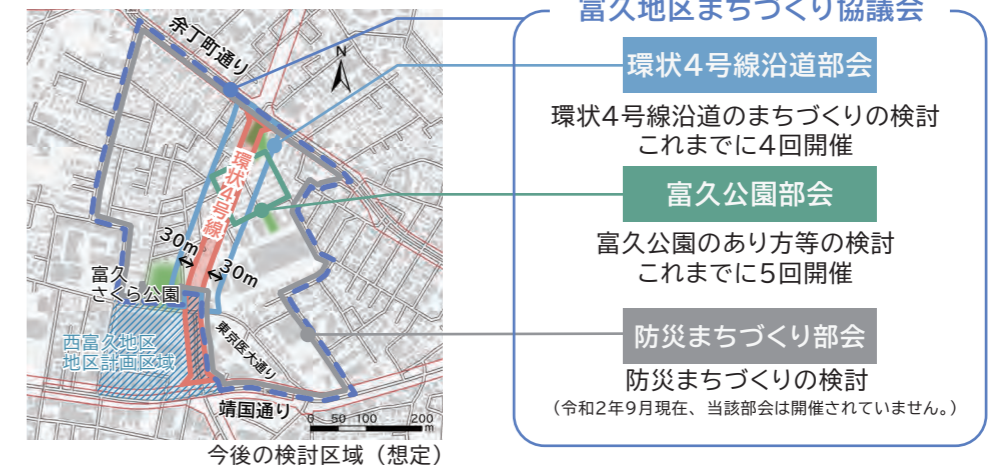 余丁町通り
N
環状4号線
30m
30m
富久
さくら公園
西富久地区
地区計画区域
東京医大通り
靖国通り
0 50 100 200
m
今後の検討区域（想定）
富久地区まちづくり協議会
環状4号線沿道部会
環状4号線沿道のまちづくりの検討
これまでに4回開催
富久公園部会
富久公園のあり方等の検討
これまでに5回開催
防災まちづくり部会
防災まちづくりの検討
（令和2年9月現在、当該部会は開催されていません。）